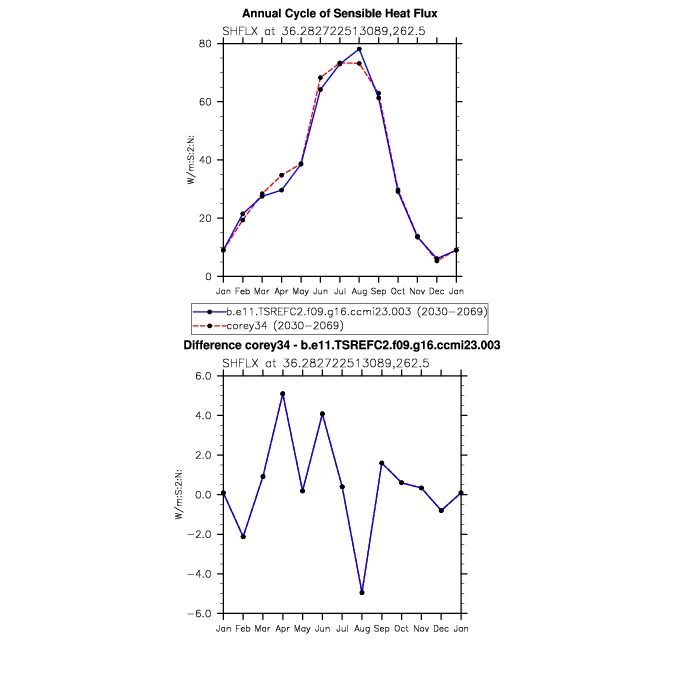 Annual Cycle of Sensible Heat Flux
SHFLX at 36.282722513089,262.5
80
60
40
20
0
W/m:S:2:N:
Jan Feb Mar Apr May Jun Jul Aug Sep Oct Nov Dec Jan
b.e11.TSREFC2.f09.g16.ccmi23.003 (2030-2069)
corey34 (2030-2069)
Difference corey34 - b.e11.TSREFC2.f09.g16.ccmi23.003
SHFLX at 36.282722513089,262.5
6.0
4.0
2.0
0.0
-2.0
-4.0
-6.0
W/m:S:2:N:
Jan Feb Mar Apr May Jun Jul Aug Sep Oct Nov Dec Jan